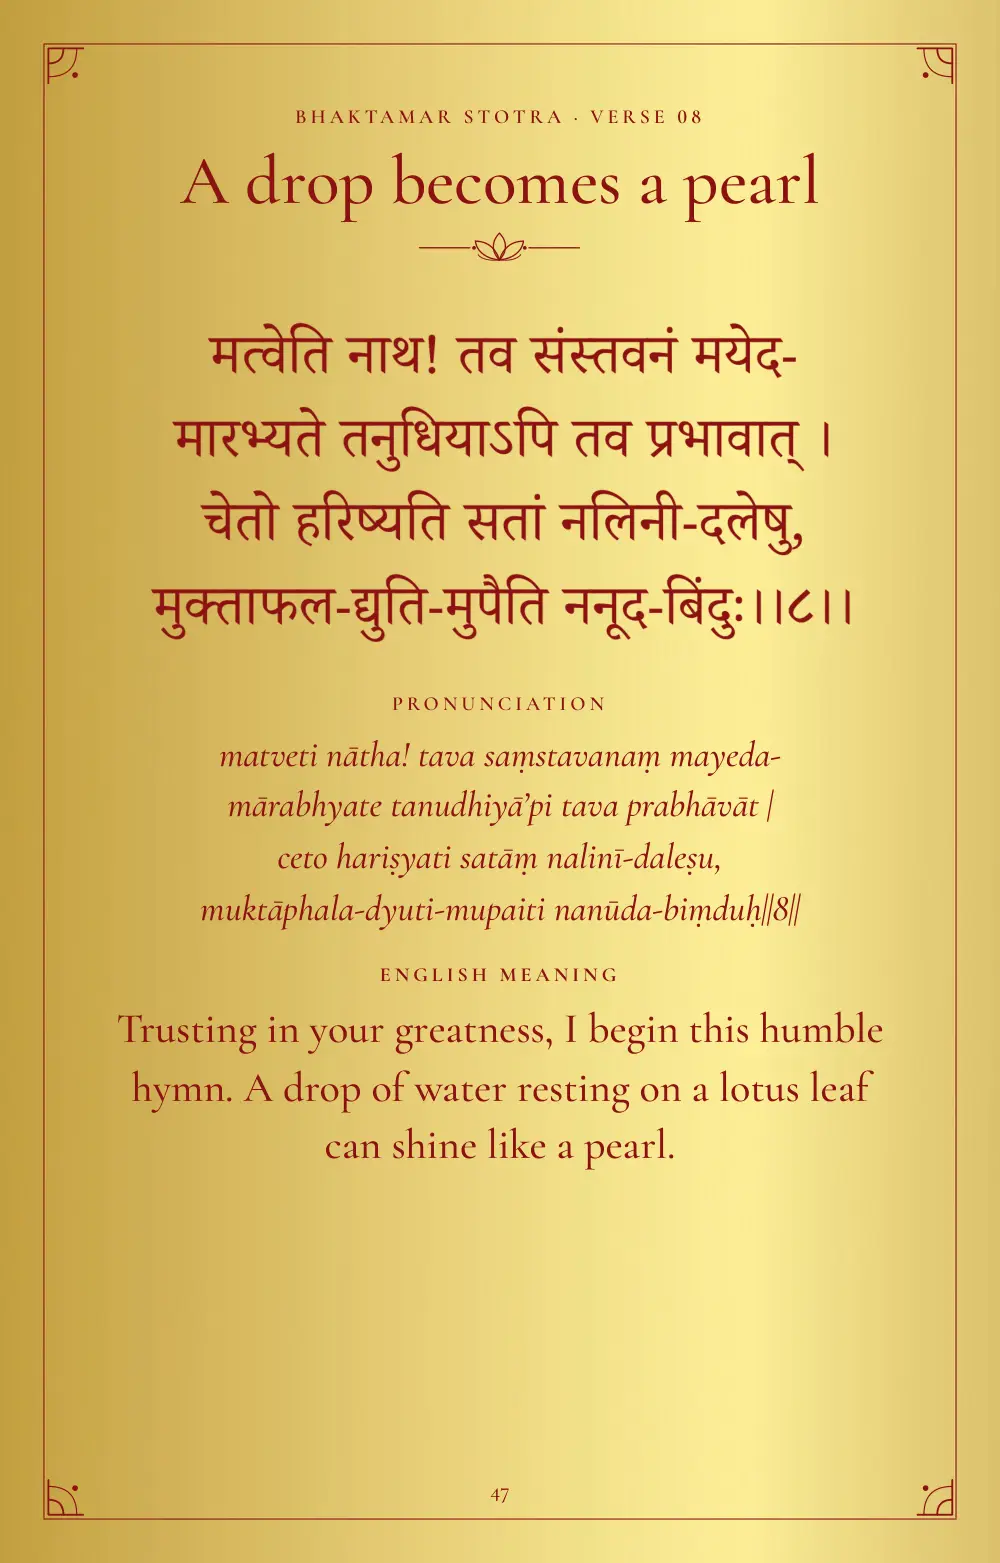 BHAKTAMAR STOTRA · VERSE 08
A drop becomes a pearl
मत्वेति नाथ! तव संस्तवनं मयेद-
मारभ्यते तनुधियाऽपि तव प्रभावात् ।
चेतो हरिष्यति सतां नलिनी-दलेषु,
मुक्ताफल-द्युति-मुपैति ननूद-बिंदुः।।८।।
PRONUNCIATION
matveti nātha! tava saṃstavanaṃ mayeda-
mārabhyate tanudhiyā’pi tava prabhāvāt |
ceto hariṣyati satāṃ nalinī-daleṣu,
muktāphala-dyuti-mupaiti nanūda-biṃduḥ||8||
ENGLISH MEANING
Trusting in your greatness, I begin this humble
hymn. A drop of water resting on a lotus leaf
can shine like a pearl.
47